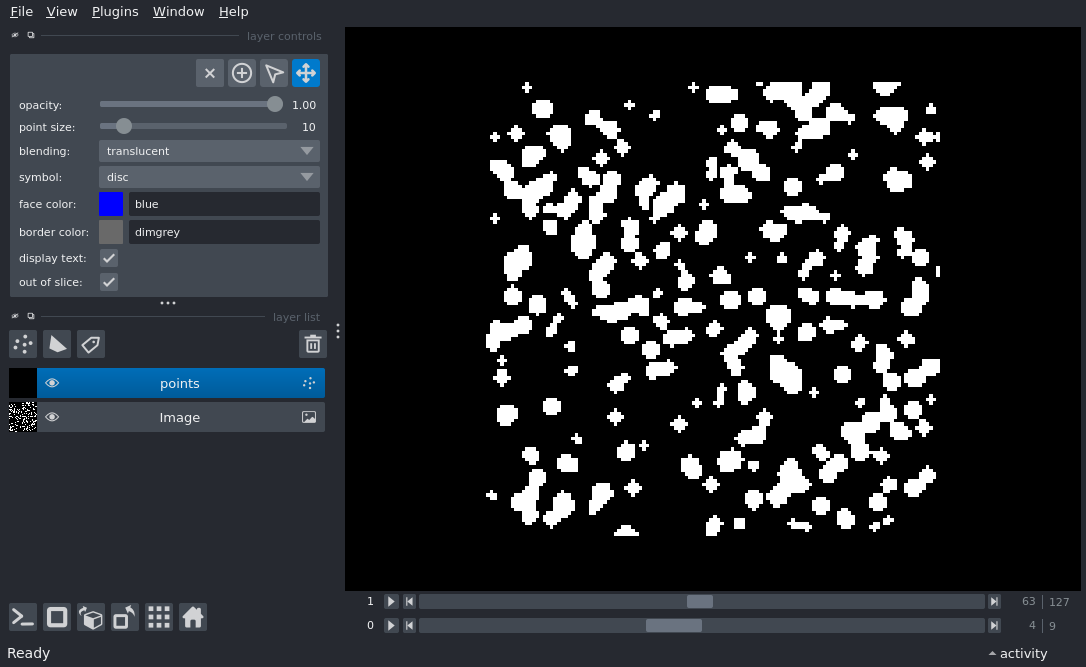 File View Plugins Window Help
layer controls
opacity: 1.00
point size: 10
blending: translucent
symbol: disc
face color: blue
border color: dimgrey
display text:
out of slice:
layer list
points
Image
1 63 | 127
0 4 | 9
Ready activity